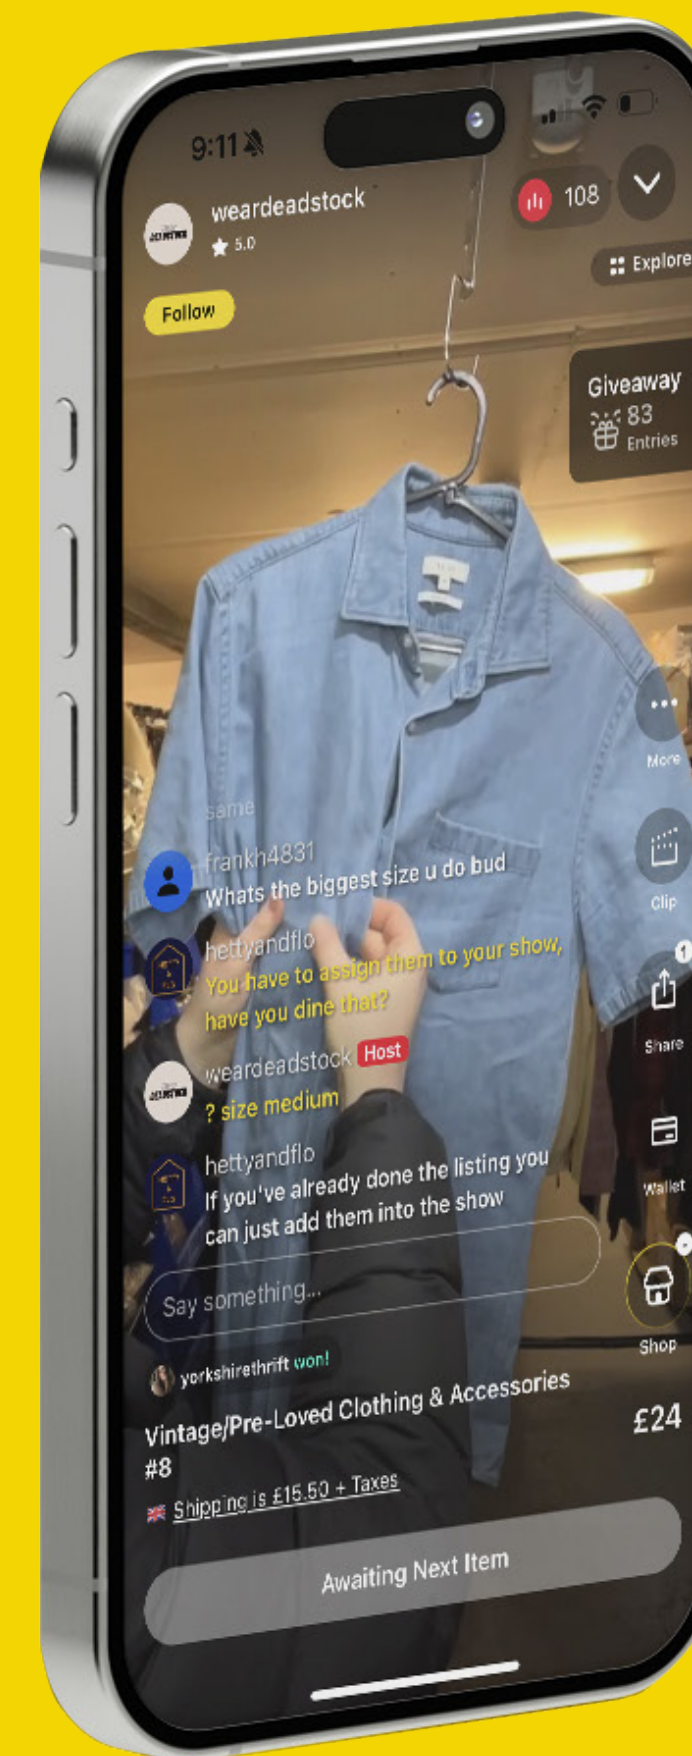 9:11
weardeadstock
5.0
108
Follow
Explore
Giveaway
83
Entries
same
More
frankh4831
Whats the biggest size u do bud
Clip
hettyandflo
You have to assign them to your show,
have you dine that?
1
Share
weardeadstock Host
? size medium
hettyandflo
If you've already done the listing you
can just add them into the show
Wallet
Say something...
Shop
yorkshirethrift won!
Vintage/Pre-Loved Clothing & Accessories
#8
£24
Shipping is £15.50 + Taxes
Awaiting Next Item